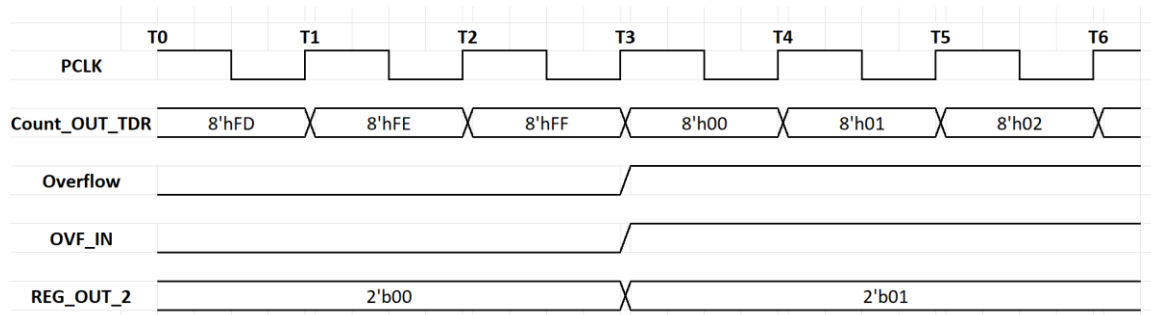 T0 T1 T2 T3 T4 T5 T6
PCLK
Count_OUT_TDR 8'hFD 8'hFE 8'hFF 8'h00 8'h01 8'h02
Overflow
OVF_IN
REG_OUT_2 2'b00 2'b01